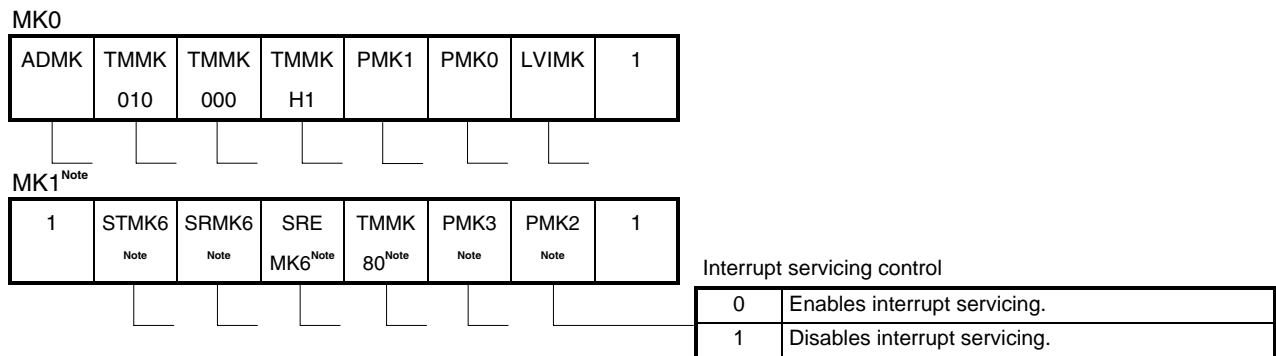 MK0
ADMK TMMK TMMK TMMK PMK1 PMK0 LVIMK 1
010 000 H1
MK1Note
1 STMK6 SRMK6 SRE TMMK PMK3 PMK2 1
Note Note MK6Note 80Note Note Note
Interrupt servicing control
0 Enables interrupt servicing.
1 Disables interrupt servicing.